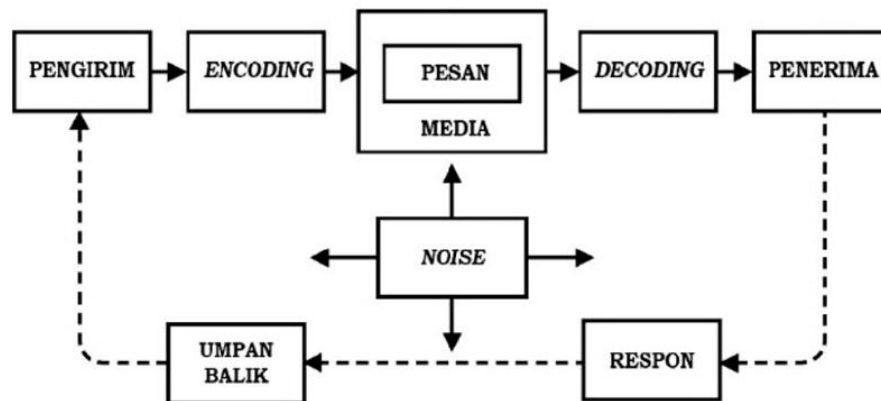 PENGIRIM
ENCODING
PESAN
MEDIA
DECODING
PENERIMA
NOISE
UMPAN
BALIK
RESPON